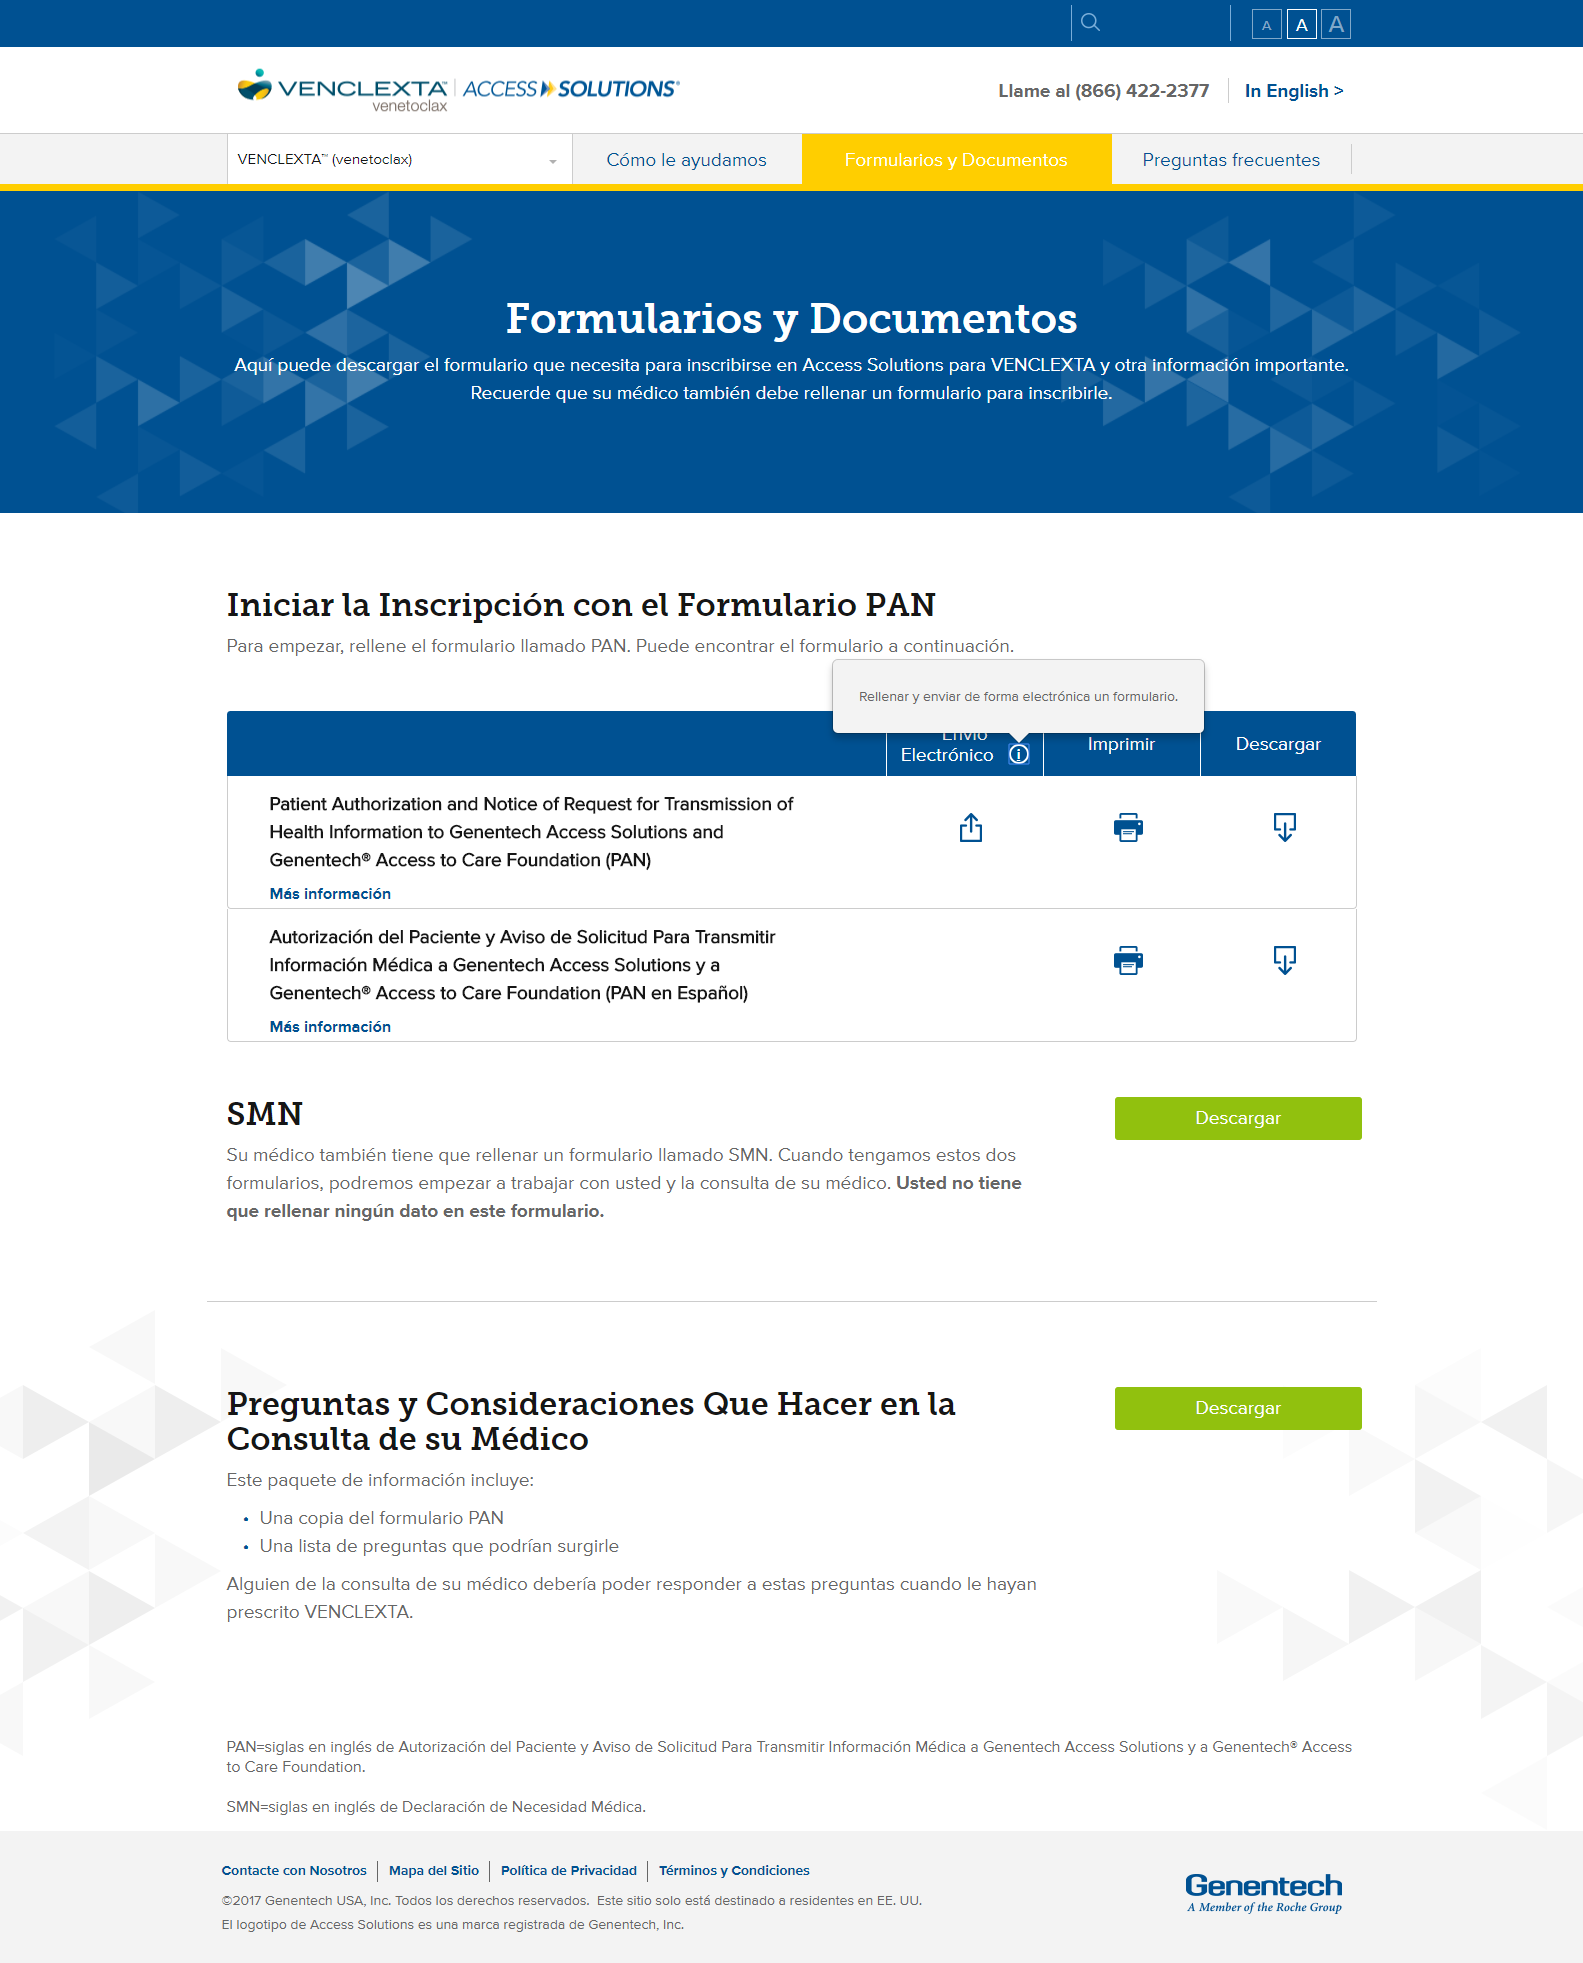 A A A
VENCLEXTA™ ACCESS SOLUTIONS®
venetoclax
Llame al (866) 422-2377
In English >
VENCLEXTA™ (venetoclax)
Cómo le ayudamos
Formularios y Documentos
Preguntas frecuentes
Formularios y Documentos
Aquí puede descargar el formulario que necesita para inscribirse en Access Solutions para VENCLEXTA y otra información importante.
Recuerde que su médico también debe rellenar un formulario para inscribirle.
Iniciar la Inscripción con el Formulario PAN
Para empezar, rellene el formulario llamado PAN. Puede encontrar el formulario a continuación.
Rellenar y enviar de forma electrónica un formulario.
Envío
Electrónico
Imprimir
Descargar
Patient Authorization and Notice of Request for Transmission of
Health Information to Genentech Access Solutions and
Genentech® Access to Care Foundation (PAN)
Más información
Autorización del Paciente y Aviso de Solicitud Para Transmitir
Información Médica a Genentech Access Solutions y a
Genentech® Access to Care Foundation (PAN en Español)
Más información
SMN
Descargar
Su médico también tiene que rellenar un formulario llamado SMN. Cuando tengamos estos dos
formularios, podremos empezar a trabajar con usted y la consulta de su médico. Usted no tiene
que rellenar ningún dato en este formulario.
Preguntas y Consideraciones Que Hacer en la
Consulta de su Médico
Descargar
Este paquete de información incluye:
• Una copia del formulario PAN
• Una lista de preguntas que podrían surgirle
Alguien de la consulta de su médico debería poder responder a estas preguntas cuando le hayan
prescrito VENCLEXTA.
PAN=siglas en inglés de Autorización del Paciente y Aviso de Solicitud Para Transmitir Información Médica a Genentech Access Solutions y a Genentech® Access
to Care Foundation.
SMN=siglas en inglés de Declaración de Necesidad Médica.
Contacte con Nosotros
Mapa del Sitio
Política de Privacidad
Términos y Condiciones
©2017 Genentech USA, Inc. Todos los derechos reservados. Este sitio solo está destinado a residentes en EE. UU.
El logotipo de Access Solutions es una marca registrada de Genentech, Inc.
Genentech
A Member of the Roche Group